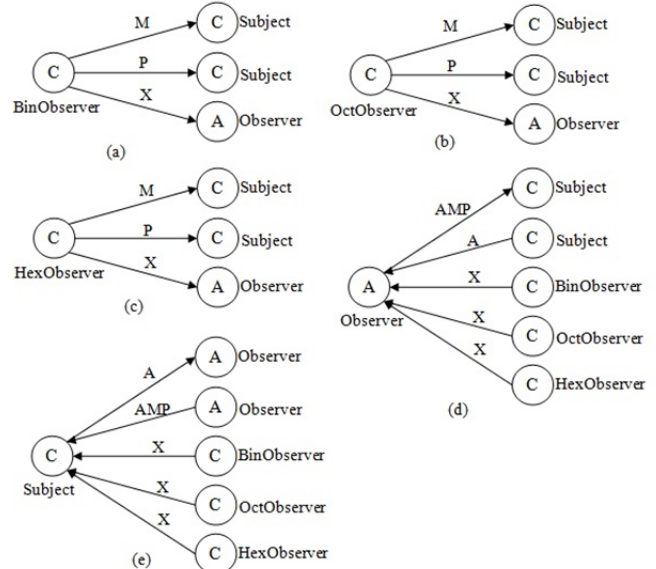 M
C Subject
P
C C Subject
BinObserver
X
A Observer
(a)
M
C Subject
P
C C Subject
OctObserver
X
A Observer
(b)
M
C Subject
P
C C Subject
HexObserver
X
A Observer
(c)
C Subject
AMP
A
C Subject
X
A C BinObserver
Observer
X
C OctObserver
X
C HexObserver
(d)
A Observer
A
AMP
A Observer
X
C C BinObserver
Subject
X
C OctObserver
X
C HexObserver
(e)